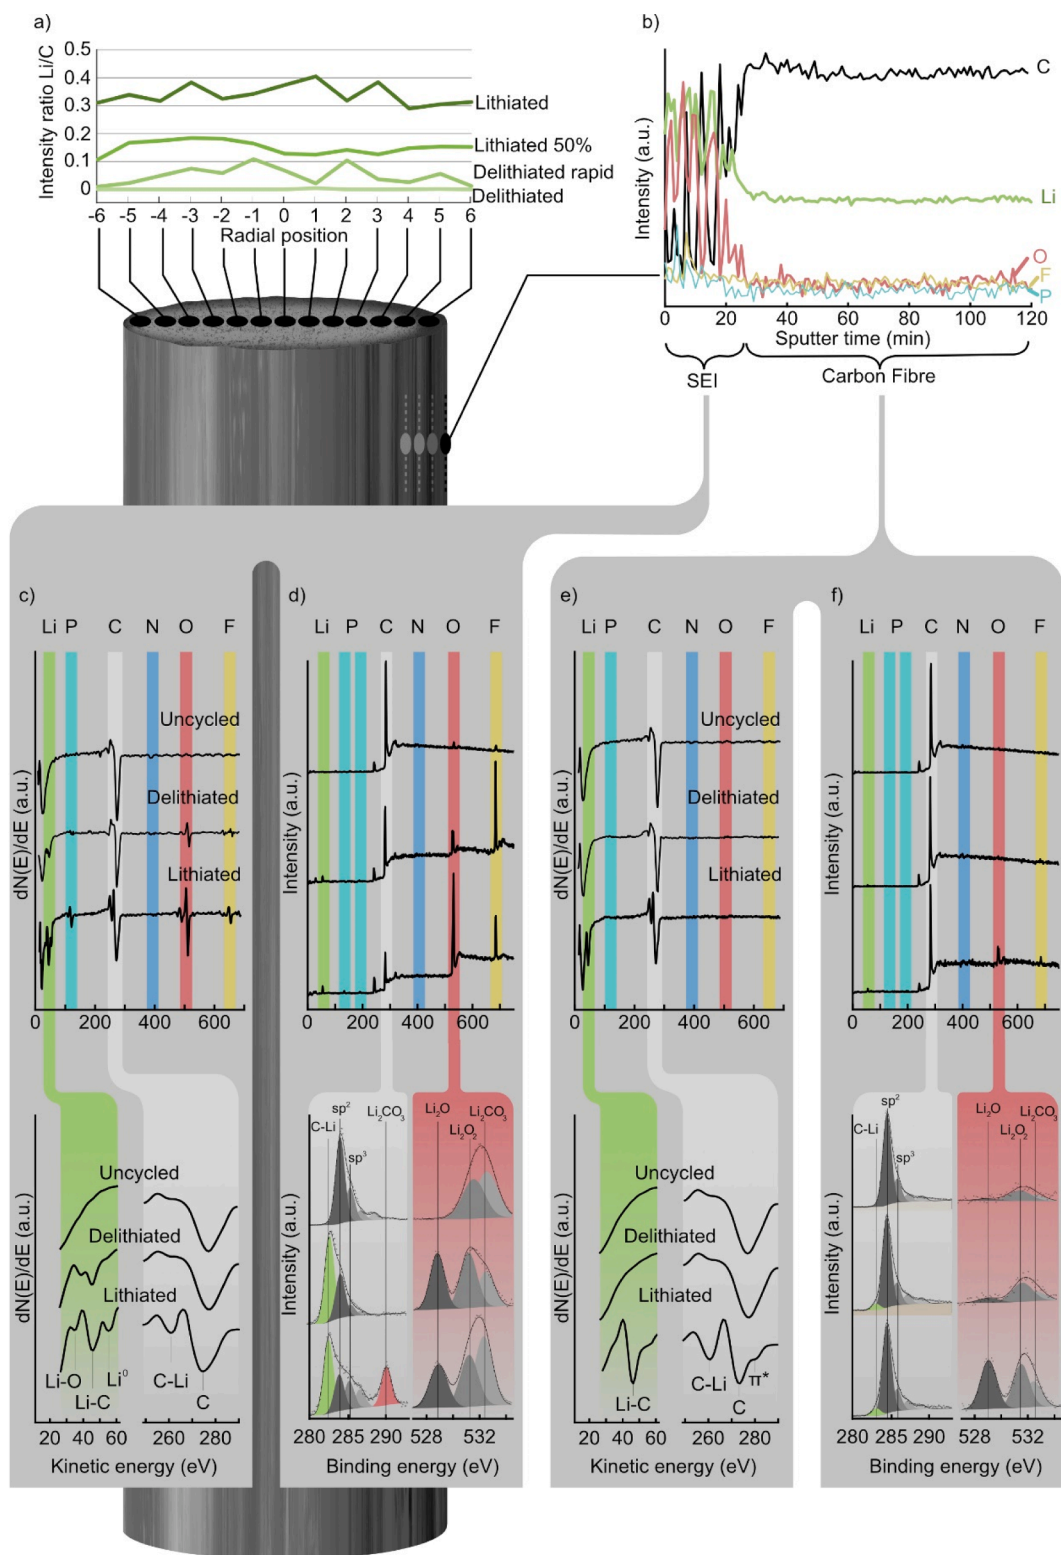 a)
0.5
0.4
0.3
0.2
0.1
0
Intensity ratio Li/C
Lithiated
Lithiated 50%
Delithiated rapid
Delithiated
-6 -5 -4 -3 -2 -1 0 1 2 3 4 5 6
Radial position
b)
Intensity (a.u.)
C
Li
O
F
P
0 20 40 60 80 100 120
Sputter time (min)
SEI
Carbon Fibre
c)
Li P C N O F
Uncycled
Delithiated
Lithiated
dN(E)/dE (a.u.)
0 200 400 600
Uncycled
Delithiated
Lithiated
dN(E)/dE (a.u.)
Li-O
Li-C
Li⁰
C-Li
C
20 40 60 260 280
Kinetic energy (eV)
d)
Li P C N O F
Intensity (a.u.)
0 200 400 600
C-Li
sp²
sp³
Li₂CO₃
Li₂O
Li₂O₂
Li₂CO₃
Intensity (a.u.)
280 285 290 528 532
Binding energy (eV)
e)
Li P C N O F
Uncycled
Delithiated
Lithiated
dN(E)/dE (a.u.)
0 200 400 600
Uncycled
Delithiated
Lithiated
dN(E)/dE (a.u.)
Li-C
C-Li
C
π*
20 40 60 260 280
Kinetic energy (eV)
f)
Li P C N O F
Intensity (a.u.)
0 200 400 600
C-Li
sp²
sp³
Li₂O
Li₂O₂
Li₂CO₃
Intensity (a.u.)
280 285 290 528 532
Binding energy (eV)